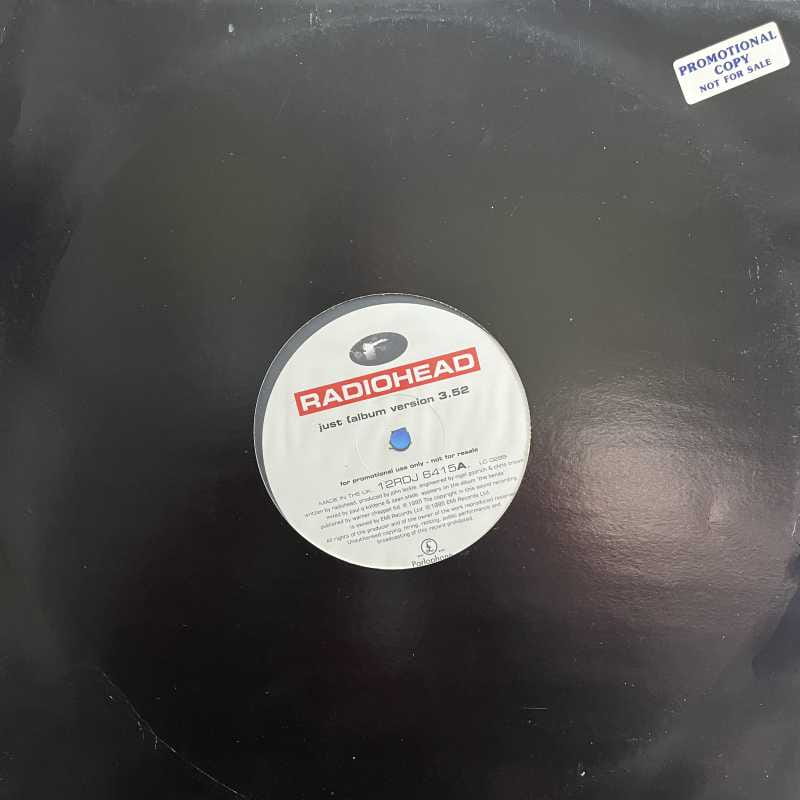 PROMOTIONAL
COPY
NOT FOR SALE
RADIOHEAD
just (album version 3.52
for promotional use only - not for resale
MADE IN THE UK. 12RDJ 6415A. LC 0299
written by radiohead, produced by john leckie, engineered by nigel godrich & chris brown
mixed by paul q kolderie & sean slade. appears on the album "the bends"
published by warner chappell ltd. ℗ 1995 The copyright in this sound recording
is owned by EMI Records Ltd. © 1995 EMI Records Ltd.
All rights of the producer and of the owner of the work reproduced reserved.
Unauthorised copying, hiring, renting, public performance and
broadcasting of this record prohibited.
Parlophone